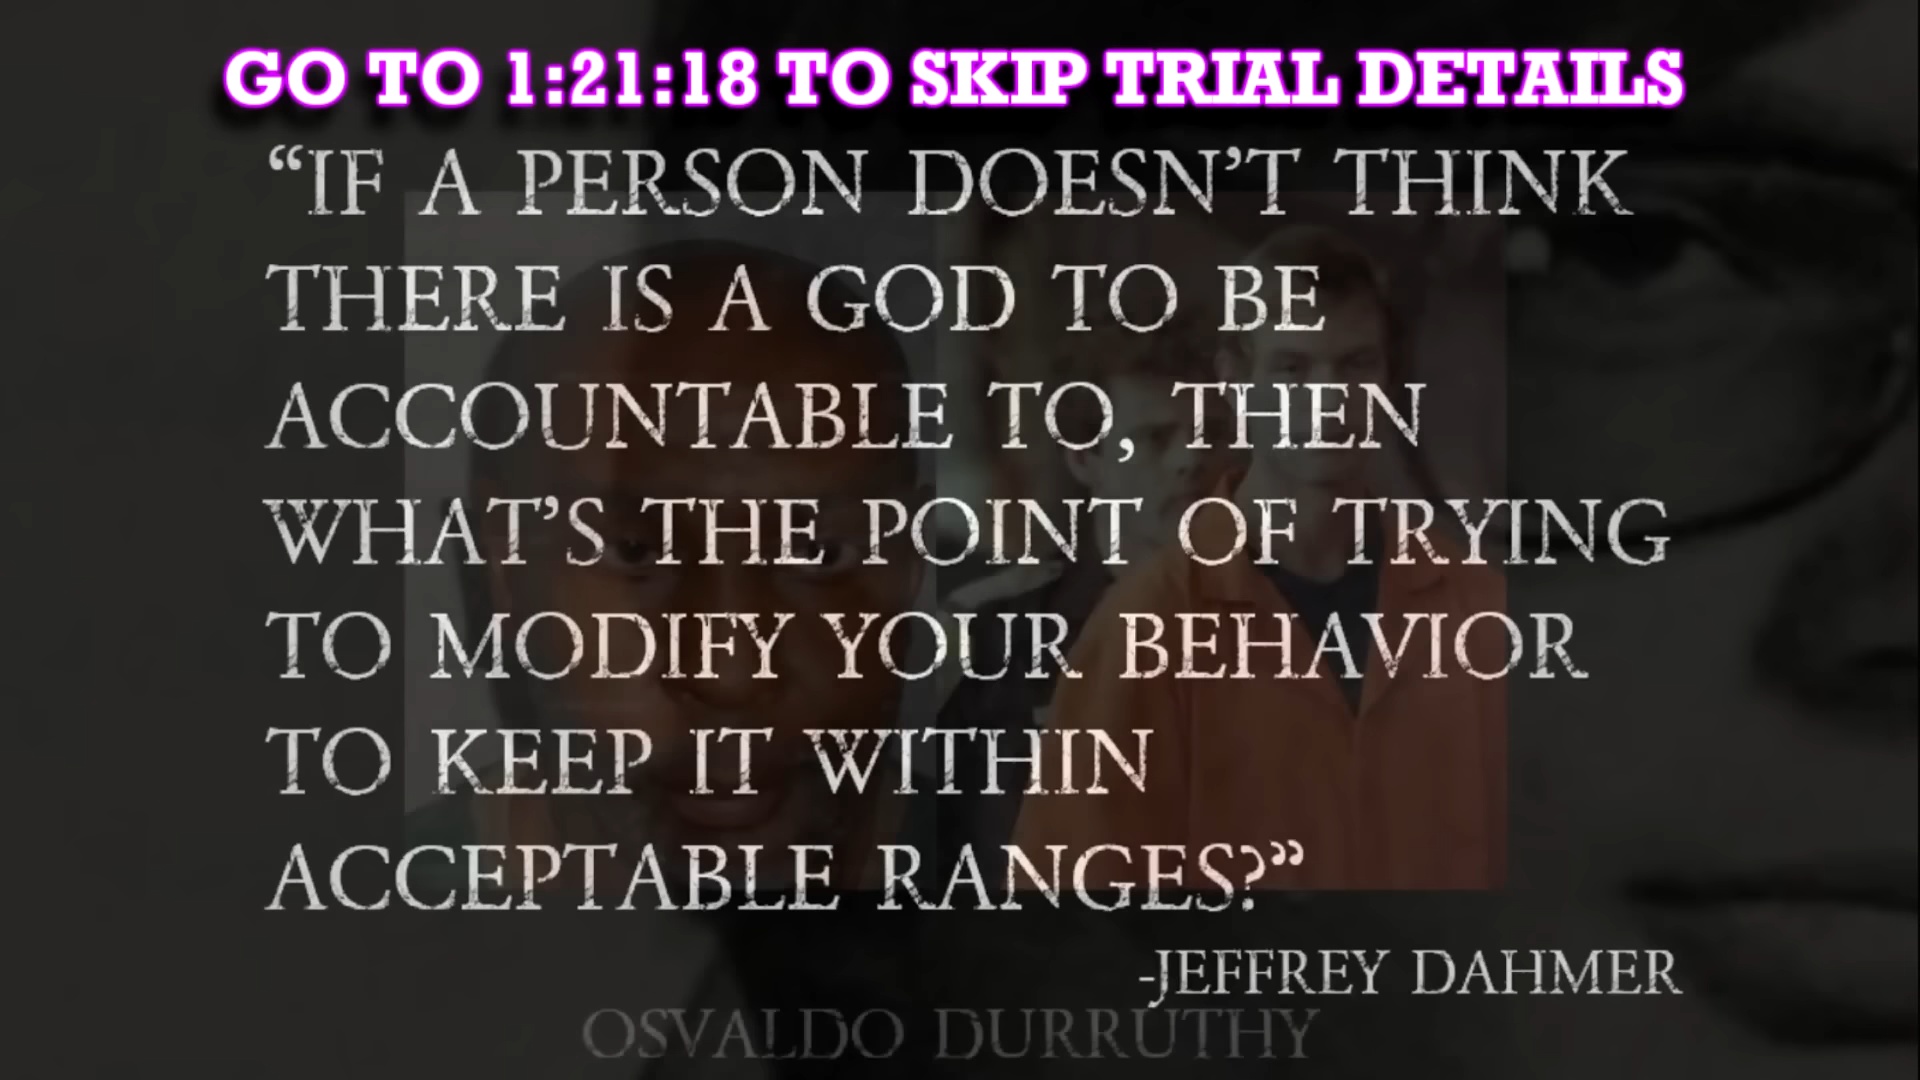 GO TO 1:21:18 TO SKIP TRIAL DETAILS
“IF A PERSON DOESN’T THINK
THERE IS A GOD TO BE
ACCOUNTABLE TO, THEN
WHAT’S THE POINT OF TRYING
TO MODIFY YOUR BEHAVIOR
TO KEEP IT WITHIN
ACCEPTABLE RANGES?”
-JEFFREY DAHMER
OSVALDO DURRUTHY